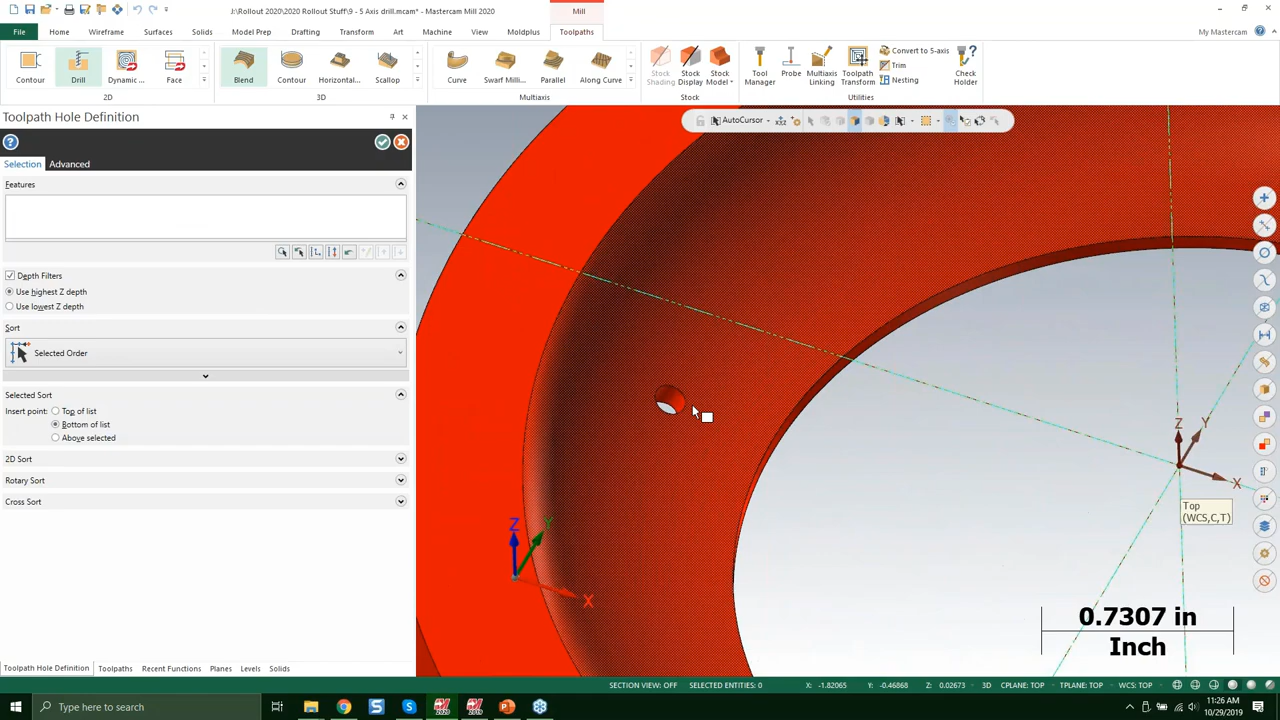 J:\Rollout 2020\2020 Rollout Stuff\9 - 5 Axis drill.mcam* - Mastercam Mill 2020
Mill
File
Home
Wireframe
Surfaces
Solids
Model Prep
Drafting
Transform
Art
Machine
View
Moldplus
Toolpaths
My Mastercam
Contour
Drill
Dynamic ...
Face
2D
Blend
Contour
Horizontal...
Scallop
3D
Curve
Swarf Milli...
Parallel
Along Curve
Multiaxis
Stock Shading
Stock Display
Stock Model
Stock
Tool Manager
Probe
Multiaxis Linking
Toolpath Transform
Convert to 5-axis
Trim
Nesting
Check Holder
Utilities
Toolpath Hole Definition
AutoCursor
Selection
Advanced
Features
Depth Filters
Use highest Z depth
Use lowest Z depth
Sort
Selected Order
Selected Sort
Insert point:
Top of list
Bottom of list
Above selected
2D Sort
Rotary Sort
Cross Sort
Z
Y
X
Top
(WCS,C,T)
Z
Y
X
0.7307 in
Inch
Toolpath Hole Definition
Toolpaths
Recent Functions
Planes
Levels
Solids
SECTION VIEW: OFF
SELECTED ENTITIES: 0
X: -1.82065
Y: -0.46868
Z: 0.02673
3D
CPLANE: TOP
TPLANE: TOP
WCS: TOP
Type here to search
11:26 AM
10/29/2019